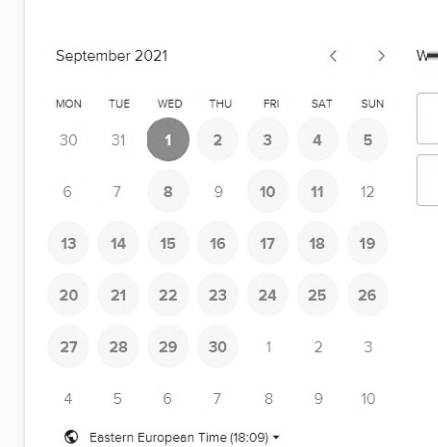 September 2021
MON TUE WED THU FRI SAT SUN
30 31 1 2 3 4 5
6 7 8 9 10 11 12
13 14 15 16 17 18 19
20 21 22 23 24 25 26
27 28 29 30 1 2 3
4 5 6 7 8 9 10
Eastern European Time (18:09)